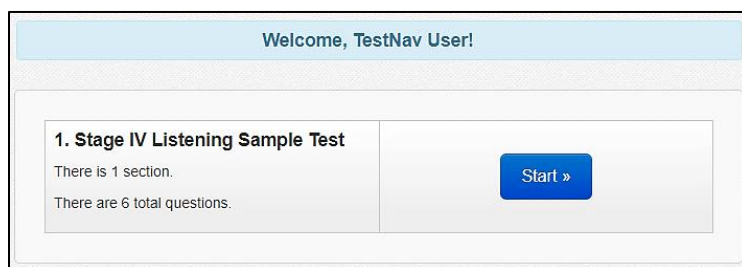 Welcome, TestNav User!
1. Stage IV Listening Sample Test
There is 1 section.
There are 6 total questions.
Start »